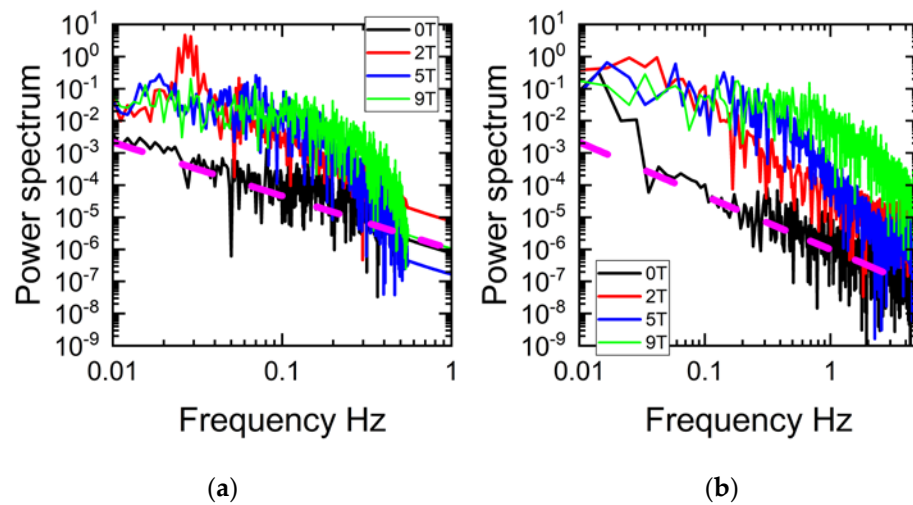 10^1
10^0
10^-1
10^-2
10^-3
10^-4
10^-5
10^-6
10^-7
10^-8
10^-9
Power spectrum
0T
2T
5T
9T
0.01 0.1 1
Frequency Hz
(a)
10^1
10^0
10^-1
10^-2
10^-3
10^-4
10^-5
10^-6
10^-7
10^-8
10^-9
Power spectrum
0T
2T
5T
9T
0.01 0.1 1
Frequency Hz
(b)